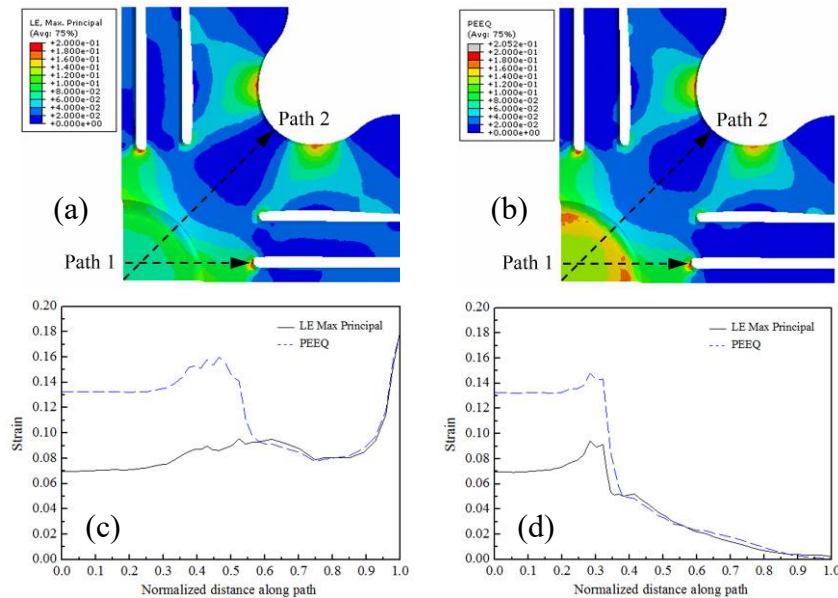 LE, Max. Principal
(Avg: 75%)
+2.000e-01
+1.800e-01
+1.600e-01
+1.400e-01
+1.200e-01
+1.000e-01
+8.000e-02
+6.000e-02
+4.000e-02
+2.000e-02
+0.000e+00
Path 2
(a)
Path 1
PEEQ
(Avg: 75%)
+2.052e-01
+2.000e-01
+1.800e-01
+1.600e-01
+1.400e-01
+1.200e-01
+1.000e-01
+8.000e-02
+6.000e-02
+4.000e-02
+2.000e-02
+0.000e+00
Path 2
(b)
Path 1
0.20
0.18
0.16
0.14
0.12
0.10
0.08
0.06
0.04
0.02
0.00
Strain
LE Max Principal
PEEQ
(c)
0.0 0.1 0.2 0.3 0.4 0.5 0.6 0.7 0.8 0.9 1.0
Normalized distance along path
0.20
0.18
0.16
0.14
0.12
0.10
0.08
0.06
0.04
0.02
0.00
Strain
LE Max Principal
PEEQ
(d)
0.0 0.1 0.2 0.3 0.4 0.5 0.6 0.7 0.8 0.9 1.0
Normalized distance along path